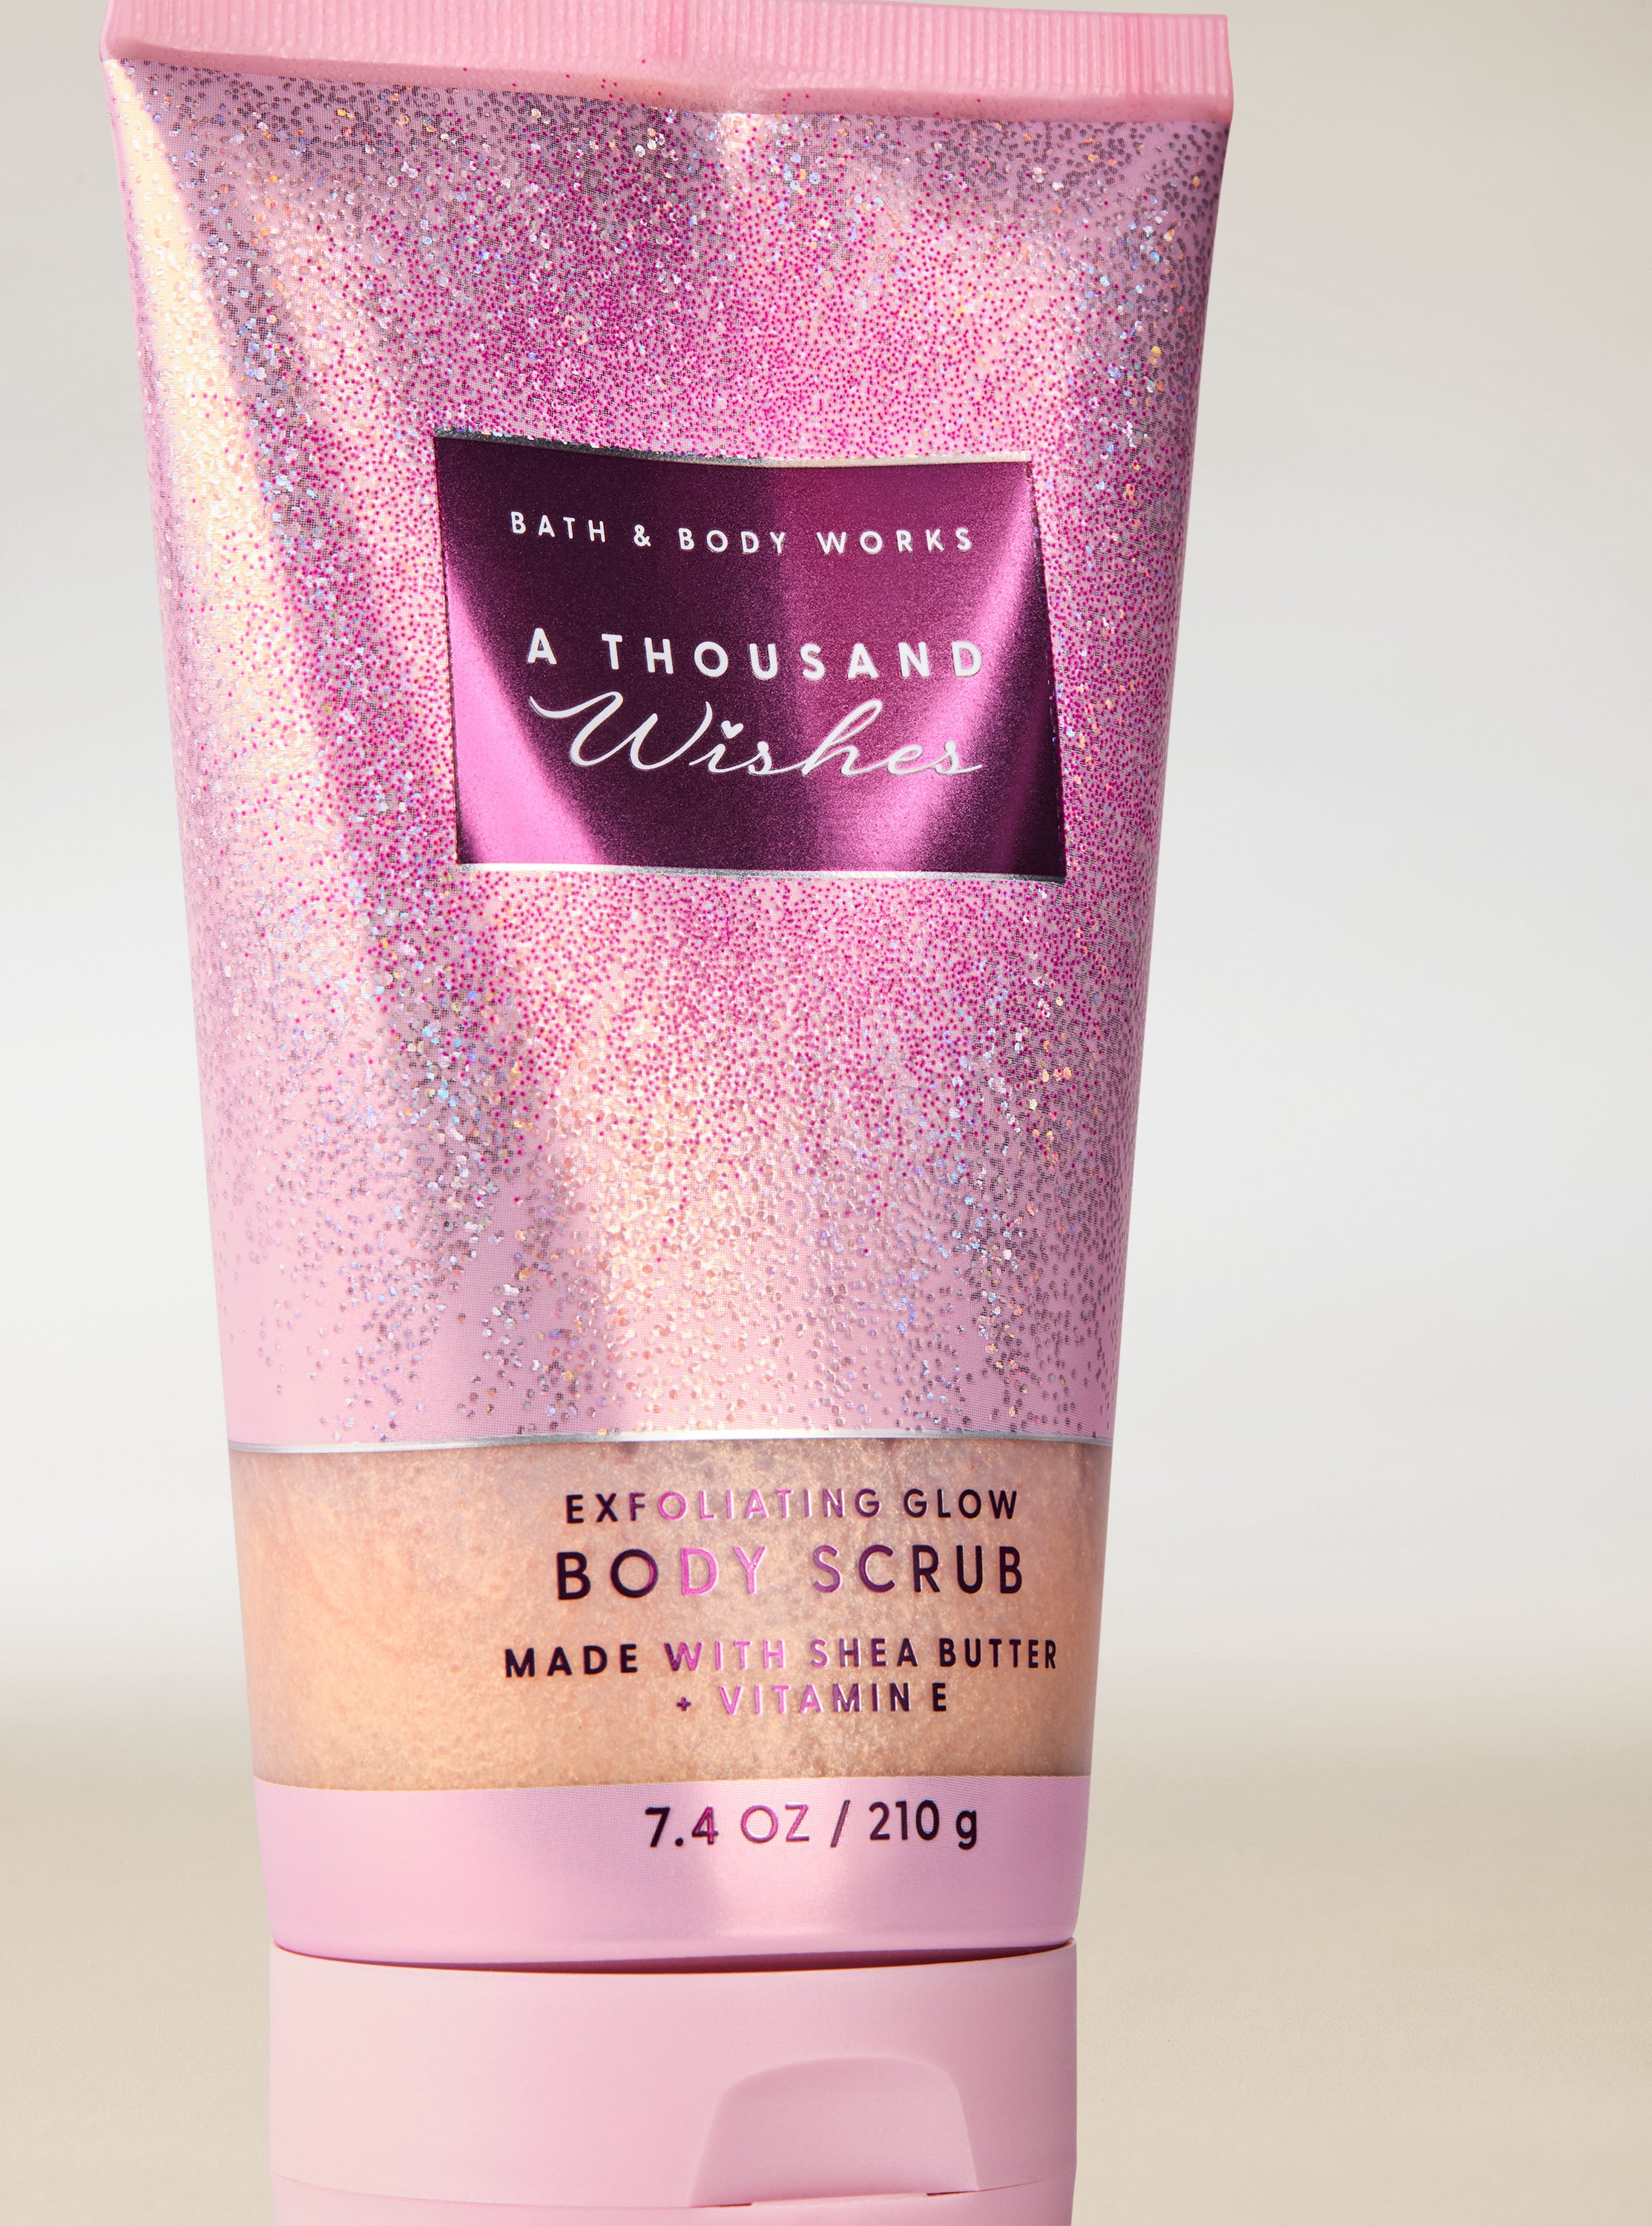 BATH & BODY WORKS
A THOUSAND
Wishes
EXFOLIATING GLOW
BODY SCRUB
MADE WITH SHEA BUTTER
+ VITAMIN E
7.4 OZ / 210 g